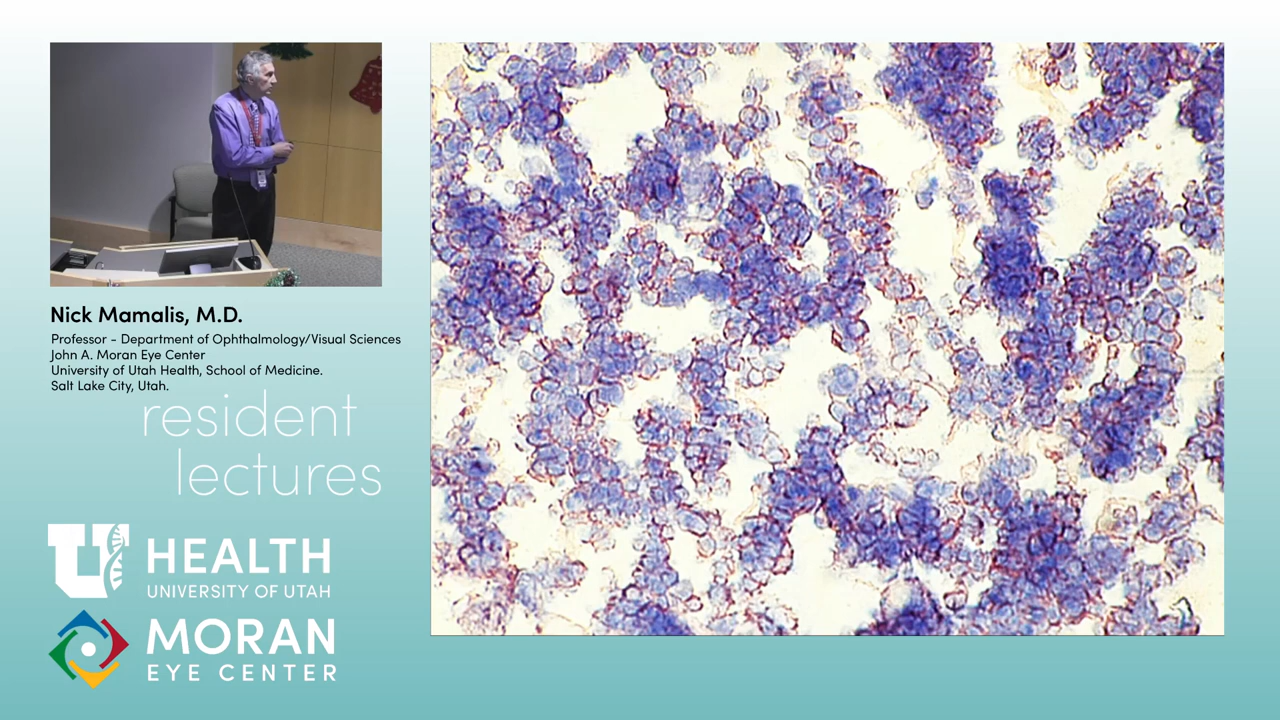 Nick Mamalis, M.D.
Professor - Department of Ophthalmology/Visual Sciences
John A. Moran Eye Center
University of Utah Health, School of Medicine.
Salt Lake City, Utah.
resident
lectures
U HEALTH
UNIVERSITY OF UTAH
MORAN
EYE CENTER